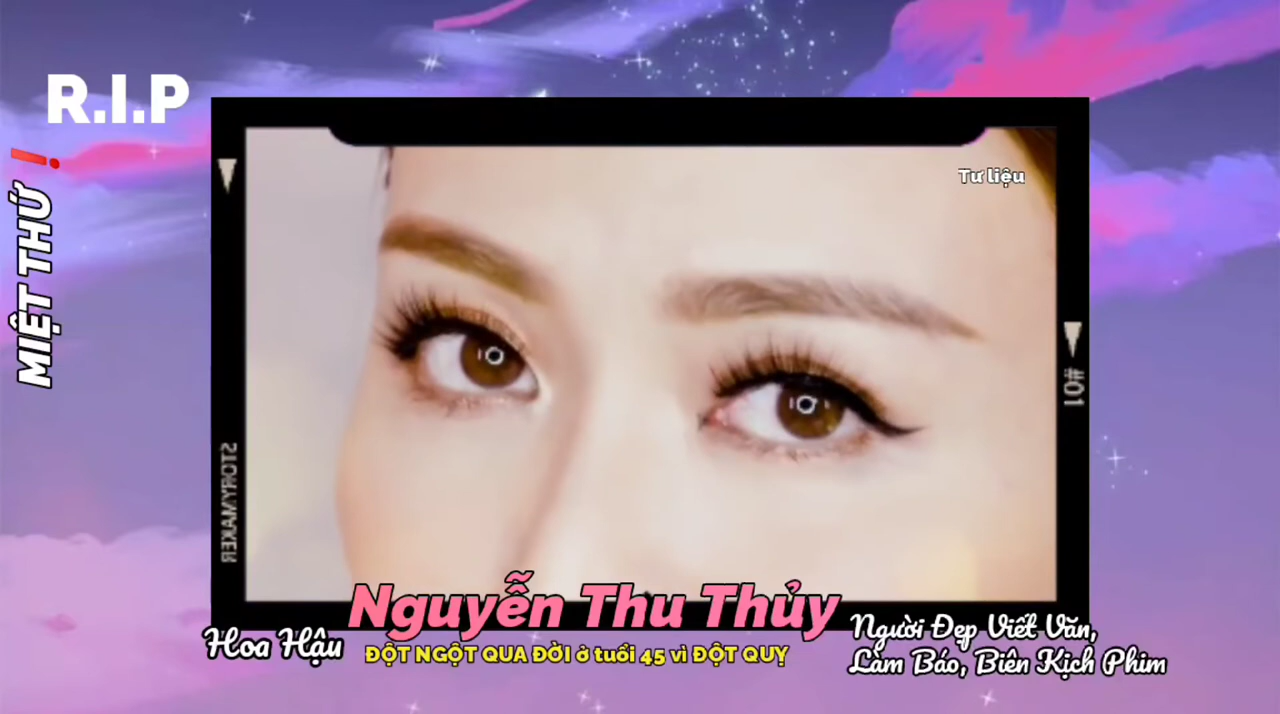 R.I.P
MIỆT THỨ !
Tư liệu
#01
STORYMAKER
Nguyễn Thu Thủy
Hoa Hậu
ĐỘT NGỘT QUA ĐỜI ở tuổi 45 vì ĐỘT QUỴ
Người Đẹp Viết Văn,
Làm Báo, Biên Kịch Phim